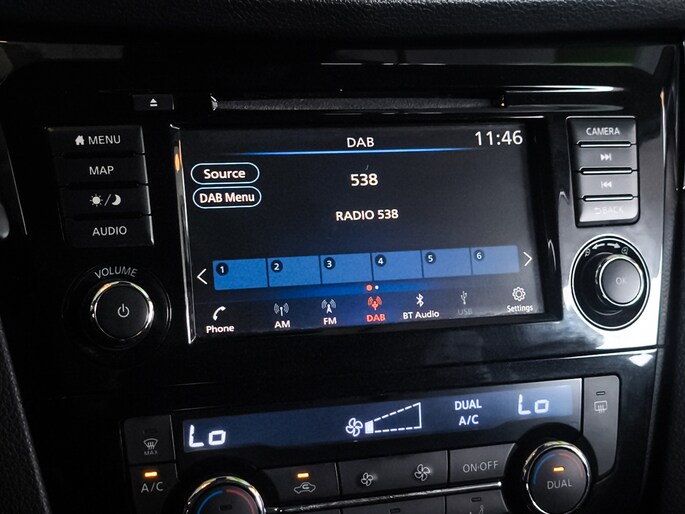 DAB
11:46
MENU
MAP
AUDIO
VOLUME
Source
DAB Menu
538
RADIO 538
1 2 3 4 5 6
Phone
AM
FM
DAB
BT Audio
USB
Settings
CAMERA
BACK
OK
Lo
DUAL
A/C
Lo
MAX
A/C
ON-OFF
DUAL